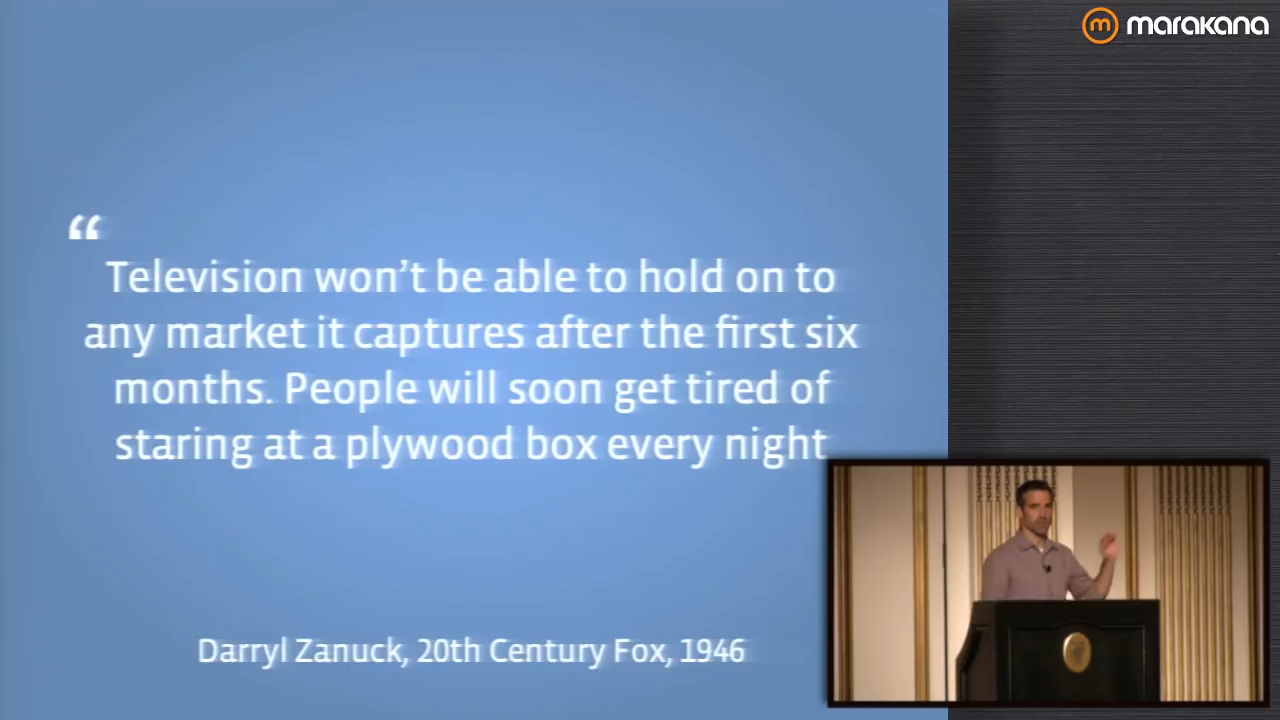 marakana
“
Television won’t be able to hold on to
any market it captures after the first six
months. People will soon get tired of
staring at a plywood box every night
Darryl Zanuck, 20th Century Fox, 1946